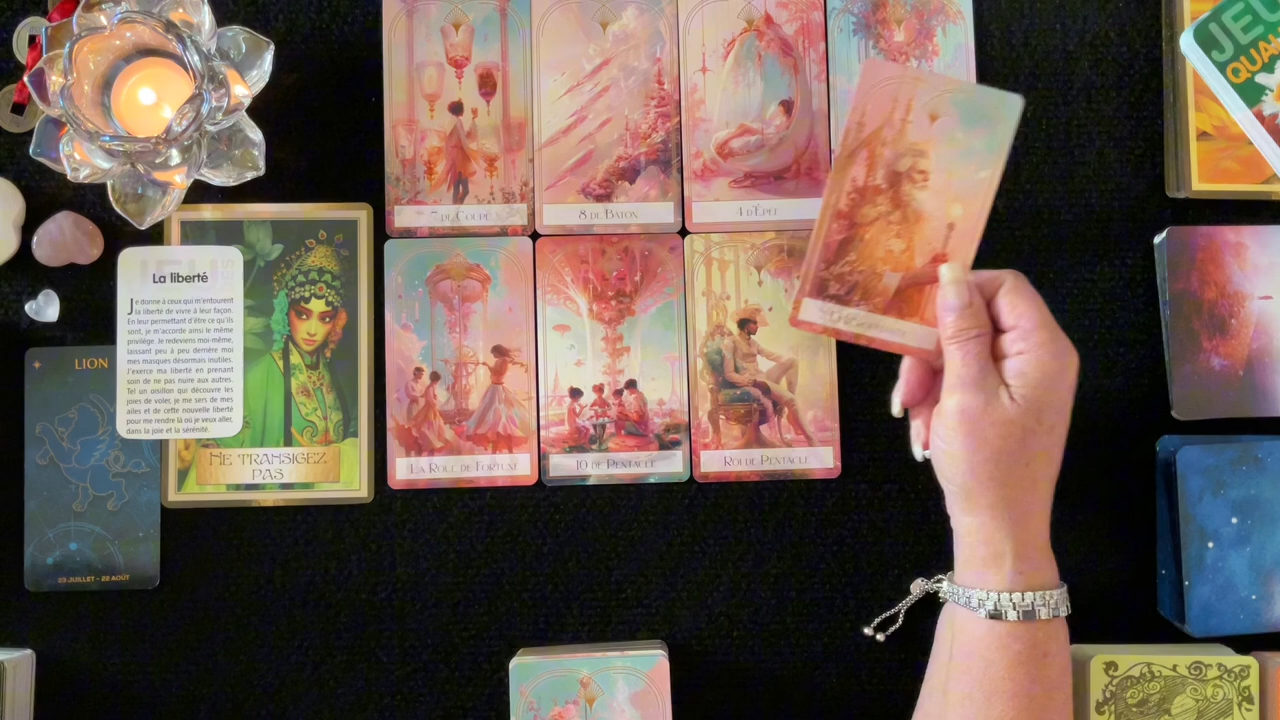 7 DE COUPE
8 DE BÂTON
4 D'ÉPÉE
JEU
QUA
La liberté
Je donne à ceux qui m'entourent
la liberté de vivre à leur façon.
En leur permettant d'être ce qu'ils
sont, je m'accorde ainsi le même
privilège. Je redeviens moi-même,
laissant peu à peu derrière moi
mes masques désormais inutiles.
J'exerce ma liberté en prenant
soin de ne pas nuire aux autres.
Tel un oisillon qui découvre les
joies de voler, je me sers de mes
ailes et de cette nouvelle liberté
pour me rendre là où je veux aller,
dans la joie et la sérénité.
LION
23 JUILLET - 22 AOÛT
NE TRANSIGEZ
PAS
LA ROUE DE FORTUNE
10 DE PENTACLE
ROI DE PENTACLE